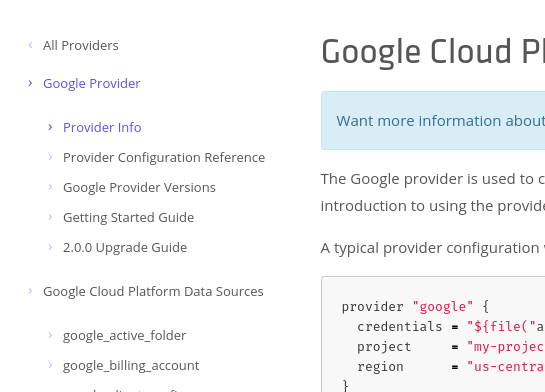 All Providers
Google Provider
Provider Info
Provider Configuration Reference
Google Provider Versions
Getting Started Guide
2.0.0 Upgrade Guide
Google Cloud Platform Data Sources
google_active_folder
google_billing_account
Google Cloud Pl
Want more information about
The Google provider is used to c
introduction to using the provide
A typical provider configuration
provider "google" {
credentials = "${file("a
project = "my-projec
region = "us-centra
}